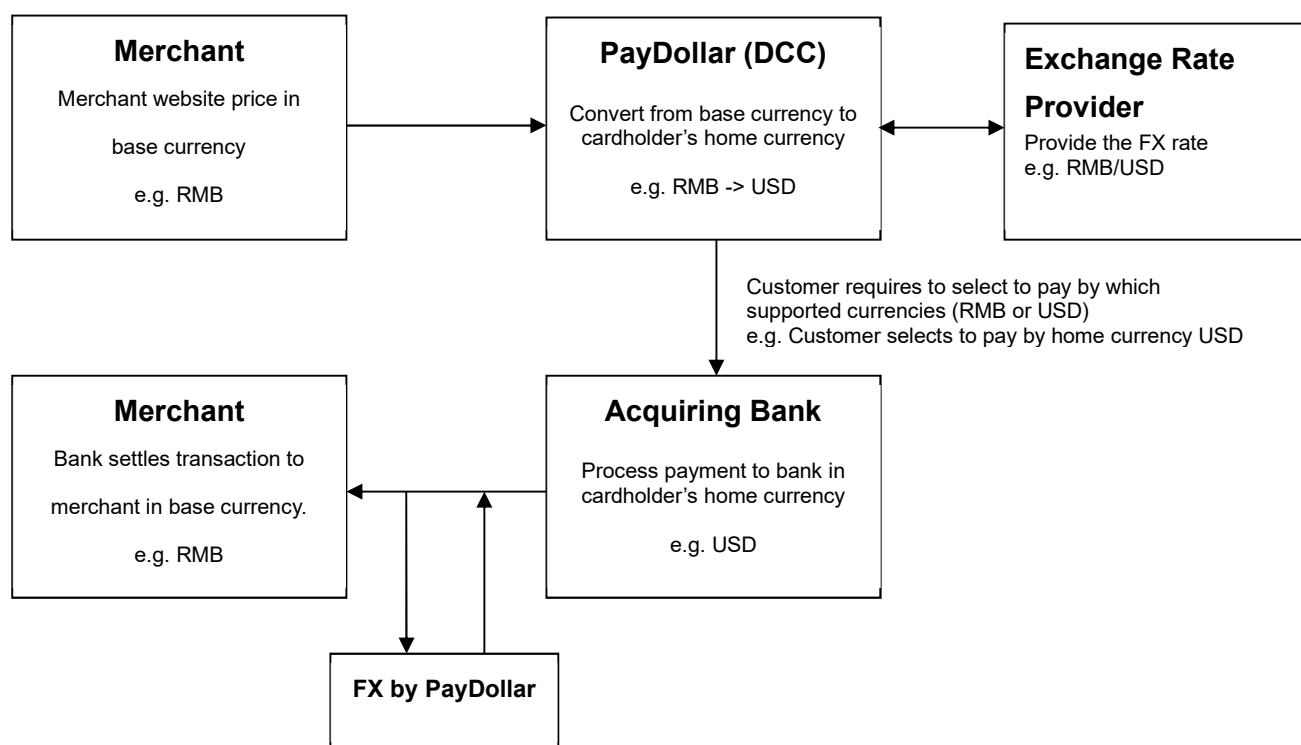 Merchant
Merchant website price in
base currency
e.g. RMB
PayDollar (DCC)
Convert from base currency to
cardholder’s home currency
e.g. RMB -> USD
Exchange Rate
Provider
Provide the FX rate
e.g. RMB/USD
Customer requires to select to pay by which
supported currencies (RMB or USD)
e.g. Customer selects to pay by home currency USD
Merchant
Bank settles transaction to
merchant in base currency.
e.g. RMB
Acquiring Bank
Process payment to bank in
cardholder’s home currency
e.g. USD
FX by PayDollar